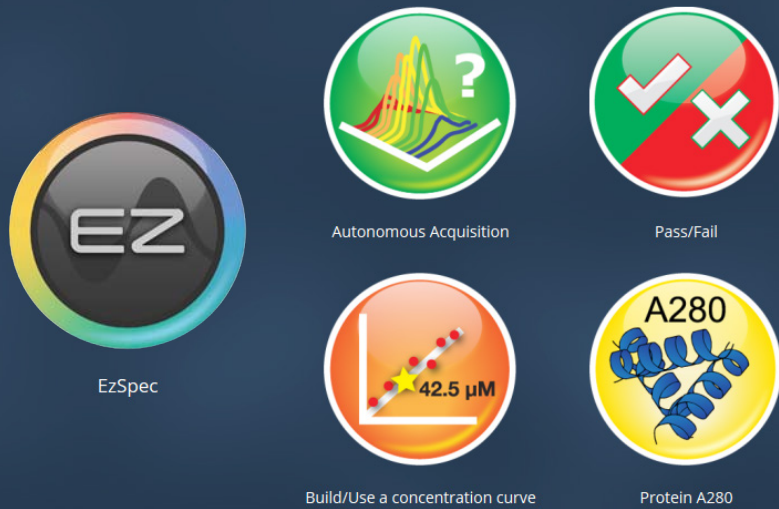 EZ
EzSpec
?
Autonomous Acquisition
Pass/Fail
42.5 µM
Build/Use a concentration curve
A280
Protein A280